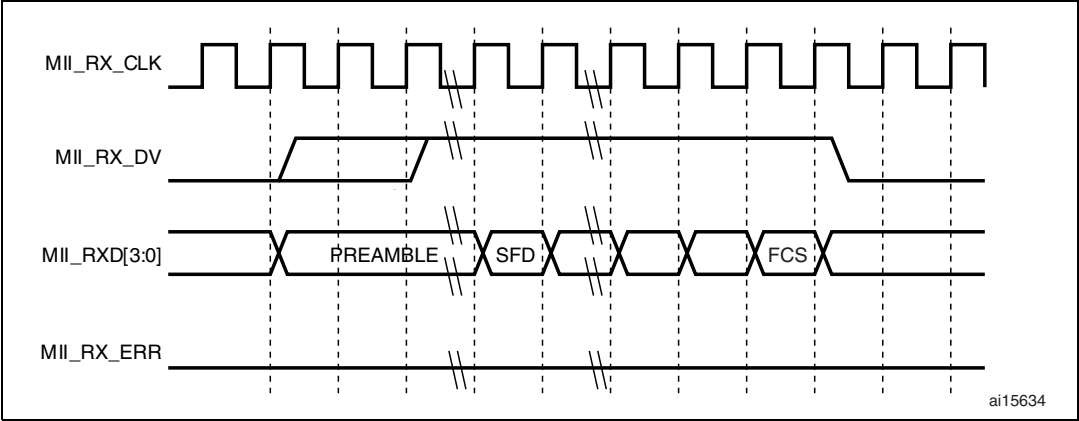 MII_RX_CLK
MII_RX_DV
MII_RXD[3:0]
PREAMBLE
SFD
FCS
MII_RX_ERR
ai15634